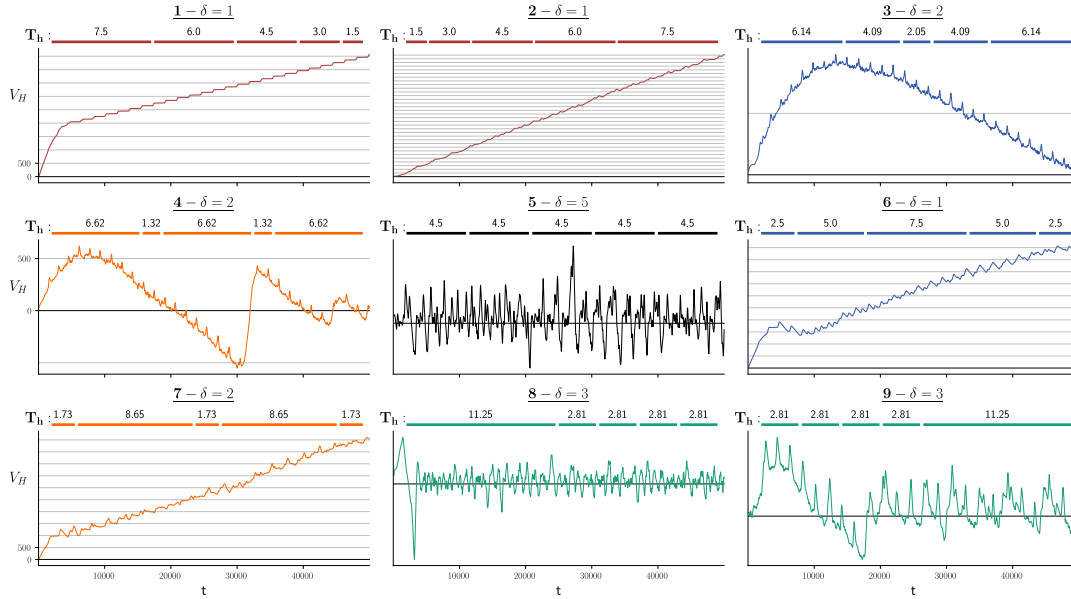 1 − δ = 1
2 − δ = 1
3 − δ = 2
T_h : 7.5 6.0 4.5 3.0 1.5
T_h : 1.5 3.0 4.5 6.0 7.5
T_h : 6.14 4.09 2.05 4.09 6.14
V_H
500
0
4 − δ = 2
5 − δ = 5
6 − δ = 1
T_h : 6.62 1.32 6.62 1.32 6.62
T_h : 4.5 4.5 4.5 4.5 4.5
T_h : 2.5 5.0 7.5 5.0 2.5
500
V_H
0
7 − δ = 2
8 − δ = 3
9 − δ = 3
T_h : 1.73 8.65 1.73 8.65 1.73
T_h : 11.25 2.81 2.81 2.81 2.81
T_h : 2.81 2.81 2.81 2.81 11.25
V_H
500
0
10000 20000 30000 40000
10000 20000 30000 40000
10000 20000 30000 40000
t
t
t